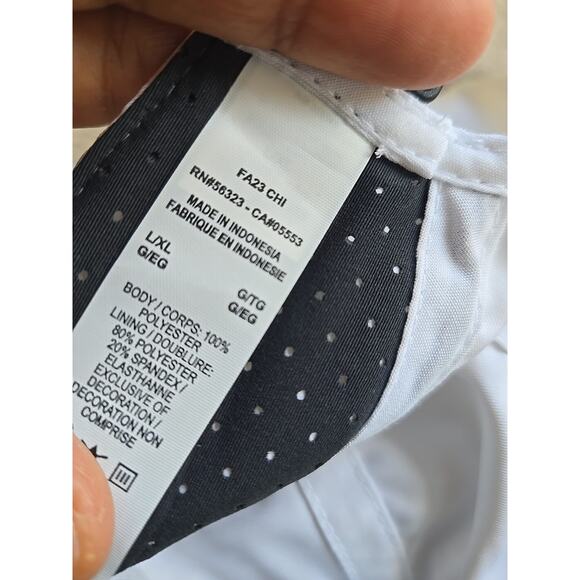 FA23 CHI
RN#56323 - CA#05553
MADE IN INDONESIA
FABRIQUE EN INDONESIE
L/XL G/TG
G/EG G/EG
BODY / CORPS: 100%
POLYESTER
LINING / DOUBLURE:
80% POLYESTER
20% SPANDEX /
ELASTHANNE
EXCLUSIVE OF
DECORATION /
DECORATION NON
COMPRISE